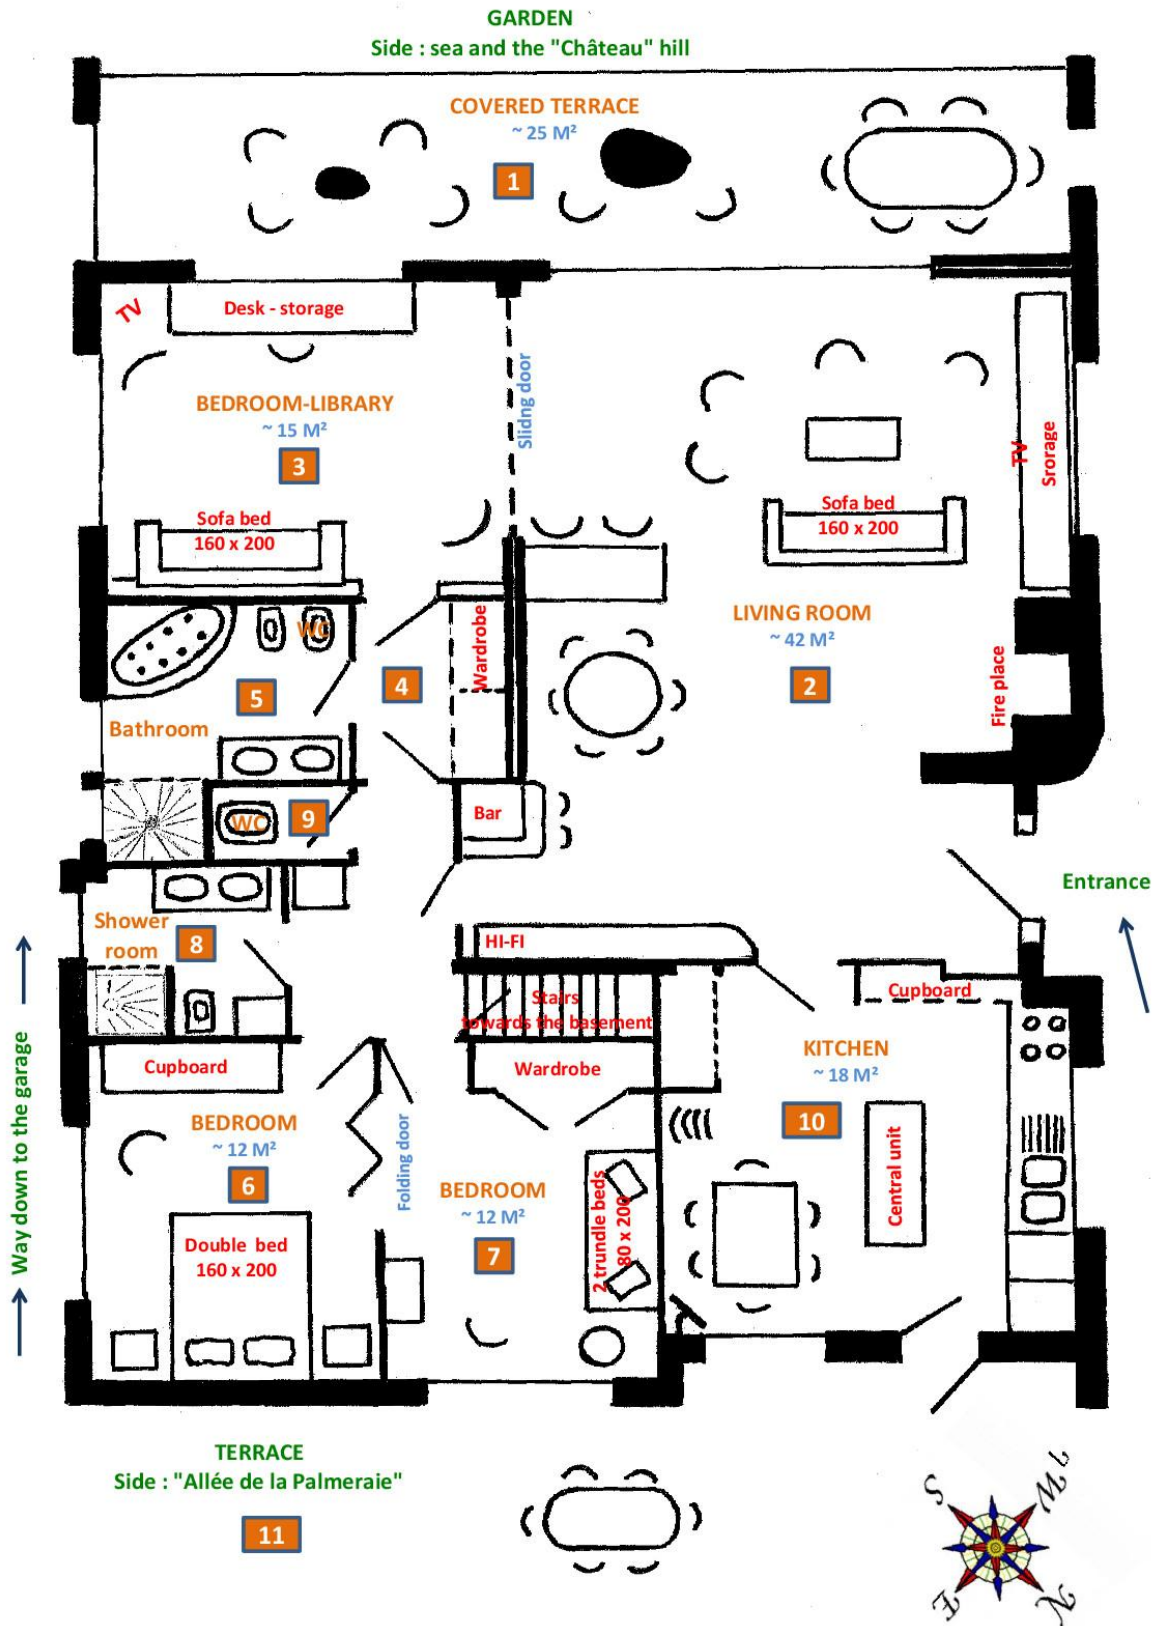 GARDEN
Side : sea and the "Château" hill
COVERED TERRACE
~ 25 M²
1
TV
Desk - storage
BEDROOM-LIBRARY
~ 15 M²
3
Slidng door
Sofa bed
160 x 200
TV
Srorage
Sofa bed
160 x 200
LIVING ROOM
~ 42 M²
2
Fire place
WC
5
Bathroom
4
Wardrobe
WC
9
Bar
Entrance
Shower
room
8
HI-FI
Stairs
towards the basement
Cupboard
Wardrobe
Cupboard
KITCHEN
~ 18 M²
10
Central unit
Way down to the garage
BEDROOM
~ 12 M²
6
Folding door
Double bed
160 x 200
BEDROOM
~ 12 M²
7
2 trundle beds
80 x 200
TERRACE
Side : "Allée de la Palmeraie"
11
S
W
E
N